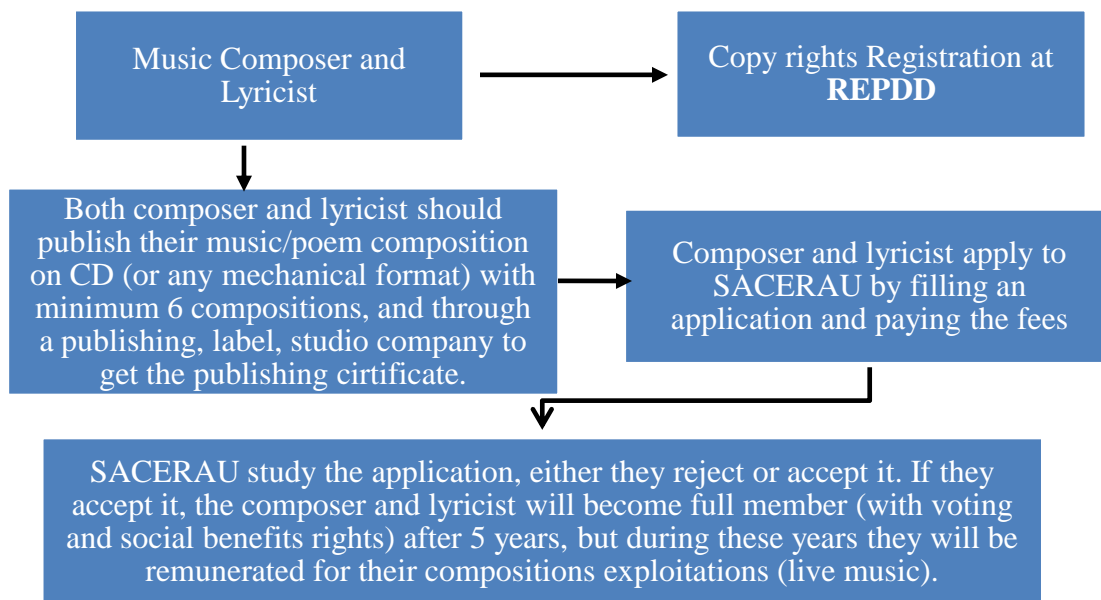 Music Composer and
Lyricist
Copy rights Registration at
REPDD
Both composer and lyricist should
publish their music/poem composition
on CD (or any mechanical format) with
minimum 6 compositions, and through
a publishing, label, studio company to
get the publishing cirtificate.
Composer and lyricist apply to
SACERAU by filling an
application and paying the fees
SACERAU study the application, either they reject or accept it. If they
accept it, the composer and lyricist will become full member (with voting
and social benefits rights) after 5 years, but during these years they will be
remunerated for their compositions exploitations (live music).